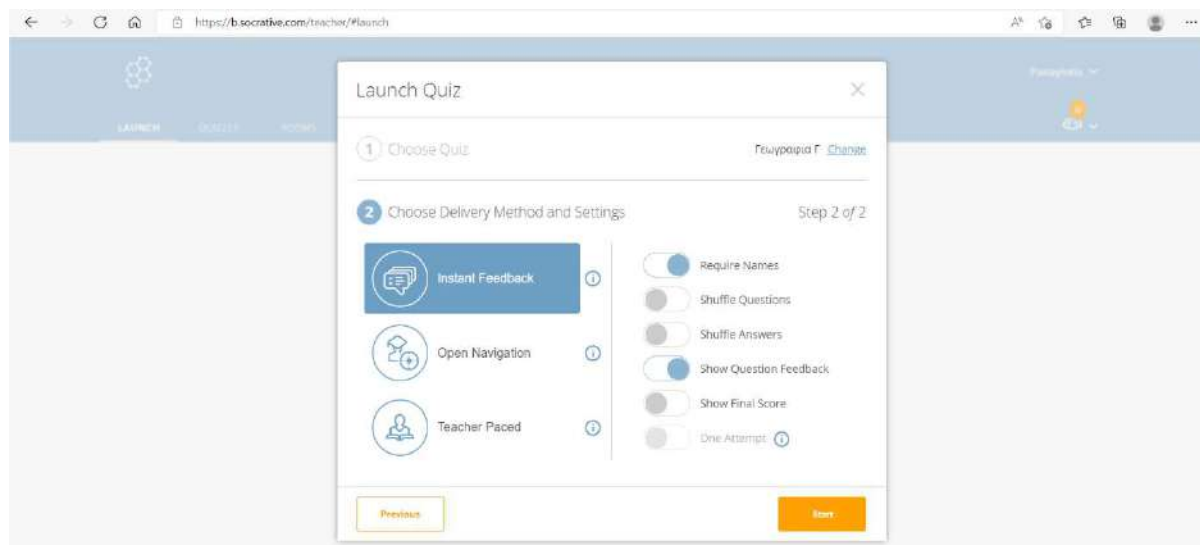 https://b.socrative.com/teacher/#launch
Launch Quiz
LAUNCH
ROOMS
1 Choose Quiz
Γεωγραφια Γ Change
2 Choose Delivery Method and Settings
Step 2 of 2
Instant Feedback
Open Navigation
Teacher Paced
Require Names
Shuffle Questions
Shuffle Answers
Show Question Feedback
Show Final Score
One Attempt
Previous
Start